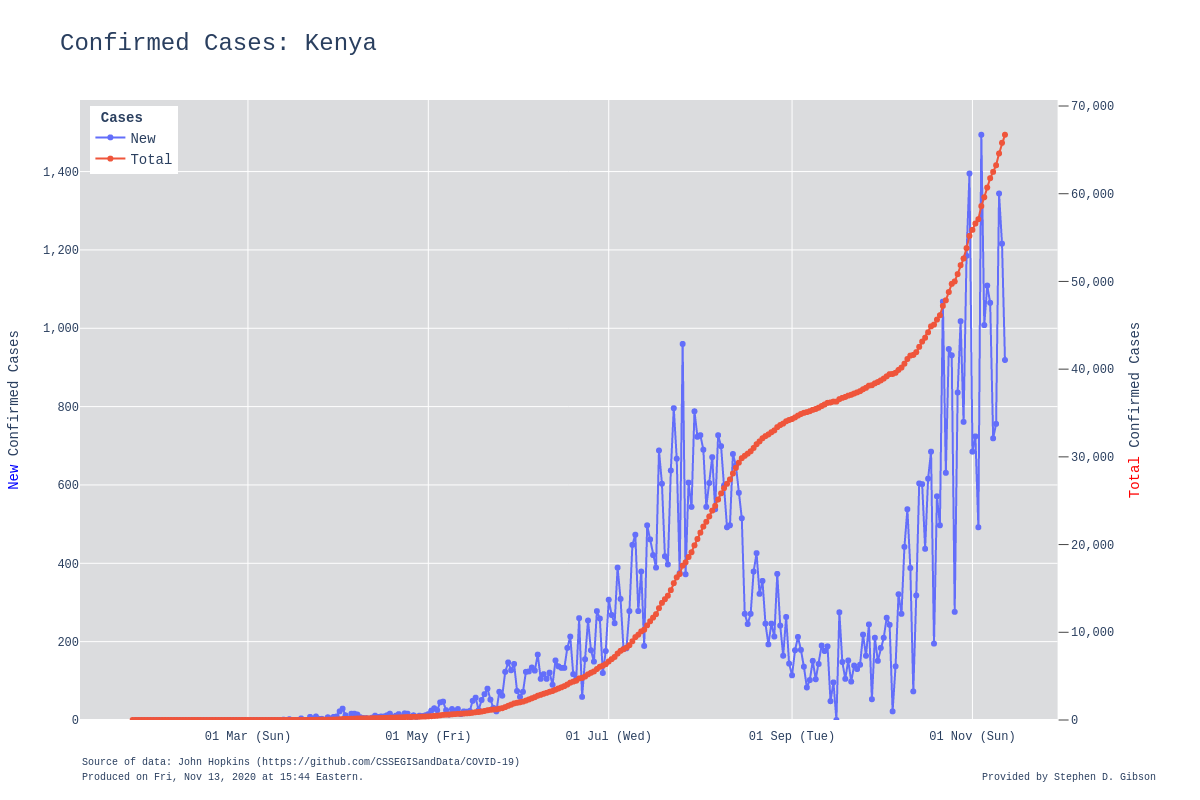 Confirmed Cases: Kenya
Cases
New
Total
70,000
60,000
50,000
40,000
30,000
20,000
10,000
0
1,400
1,200
1,000
800
600
400
200
0
New Confirmed Cases
Total Confirmed Cases
01 Mar (Sun) 01 May (Fri) 01 Jul (Wed) 01 Sep (Tue) 01 Nov (Sun)
Source of data: John Hopkins (https://github.com/CSSEGISandData/COVID-19)
Produced on Fri, Nov 13, 2020 at 15:44 Eastern.
Provided by Stephen D. Gibson